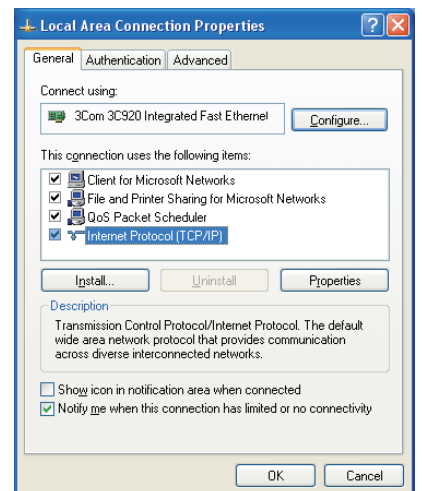 Local Area Connection Properties
General Authentication Advanced
Connect using:
3Com 3C920 Integrated Fast Ethernet Configure...
This connection uses the following items:
Client for Microsoft Networks
File and Printer Sharing for Microsoft Networks
QoS Packet Scheduler
Internet Protocol (TCP/IP)
Install... Uninstall Properties
Description
Transmission Control Protocol/Internet Protocol. The default
wide area network protocol that provides communication
across diverse interconnected networks.
Show icon in notification area when connected
Notify me when this connection has limited or no connectivity
OK Cancel